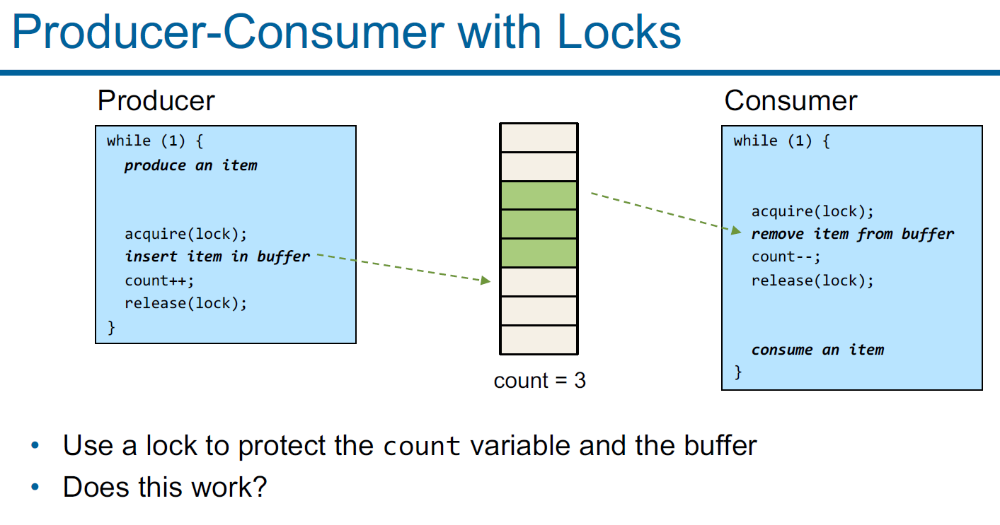 Producer-Consumer with Locks
Producer
while (1) {
produce an item
acquire(lock);
insert item in buffer
count++;
release(lock);
}
count = 3
Consumer
while (1) {
acquire(lock);
remove item from buffer
count--;
release(lock);
consume an item
}
• Use a lock to protect the count variable and the buffer
• Does this work?